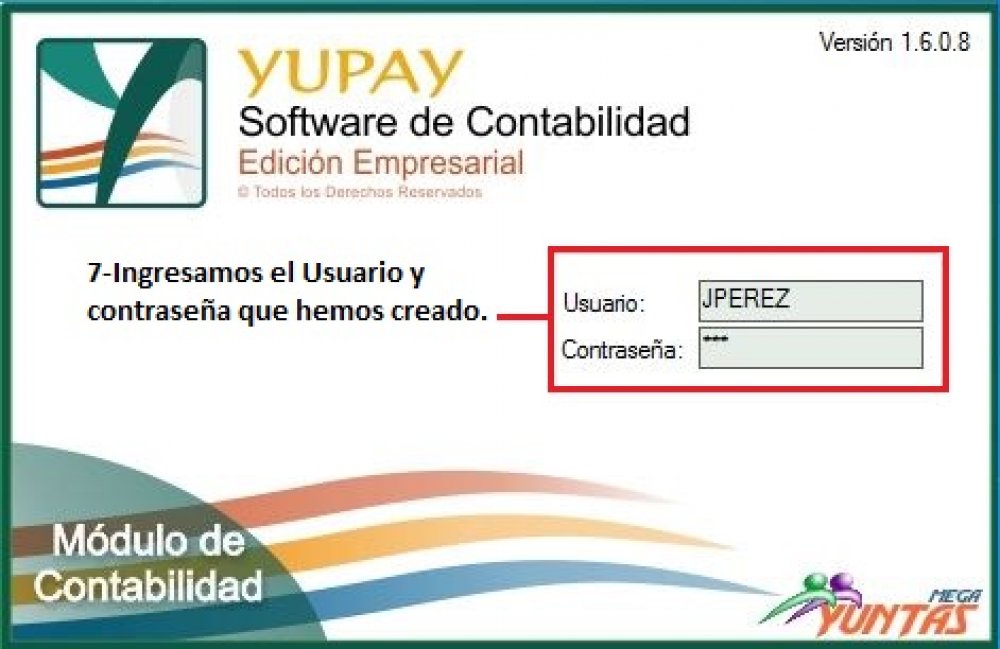 Versión 1.6.0.8
YUPAY
Software de Contabilidad
Edición Empresarial
© Todos los Derechos Reservados
7-Ingresamos el Usuario y
contraseña que hemos creado.
Usuario: JPEREZ
Contraseña: ***
Módulo de
Contabilidad
MEGA
YUNTAS